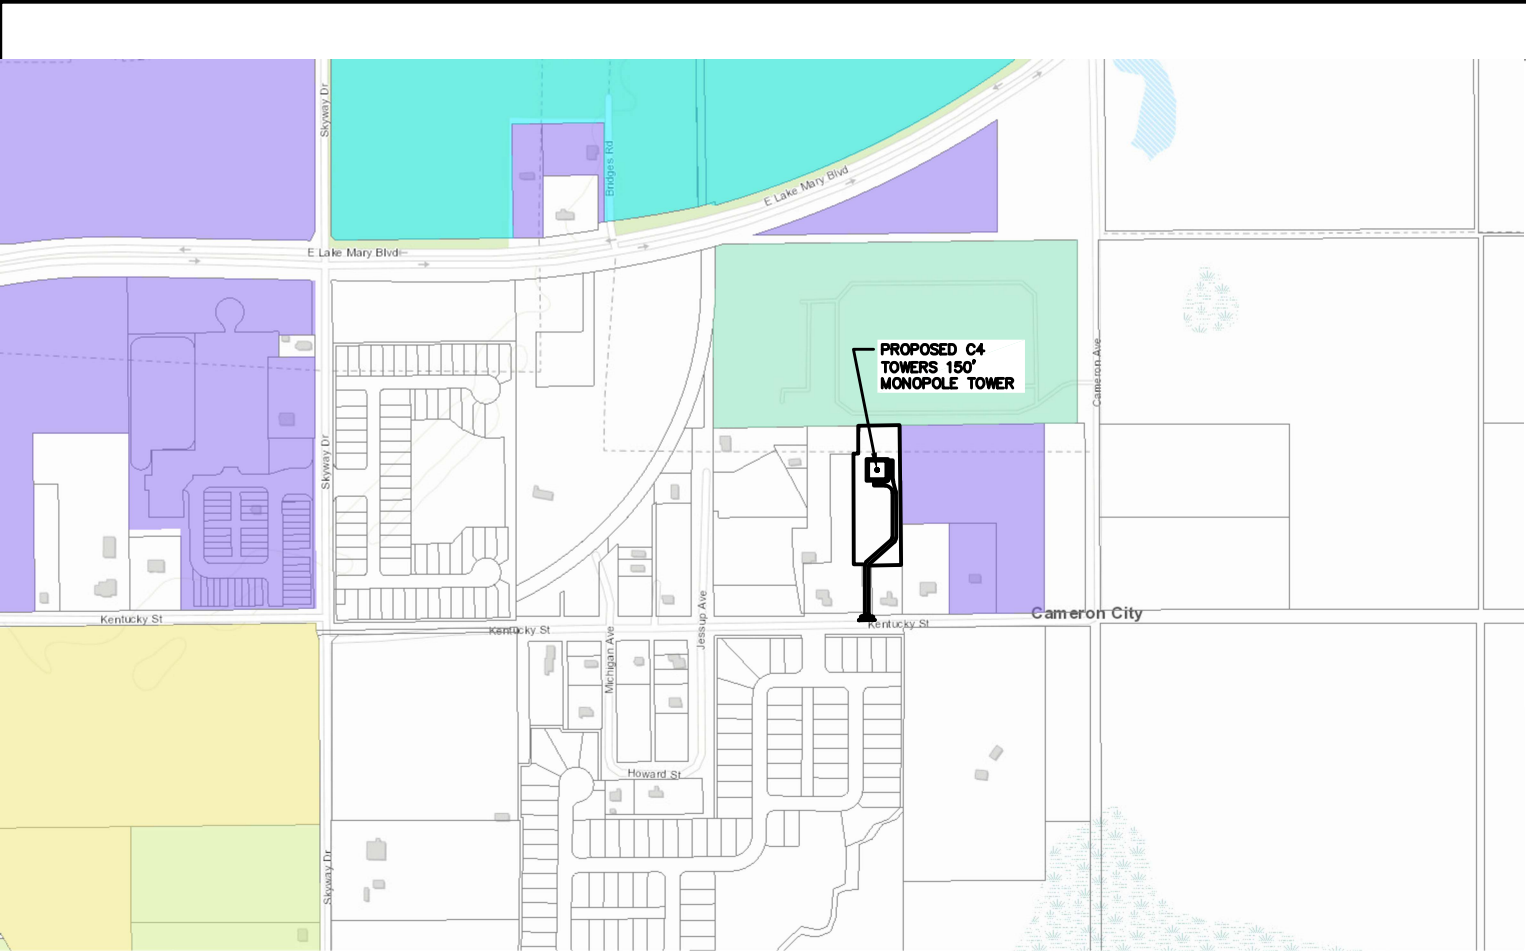 Skyway Dr
Bridges Rd
E Lake Mary Blvd
E Lake Mary Blvd
PROPOSED C4
TOWERS 150'
MONOPOLE TOWER
Cameron Ave
Skyway Dr
Kentucky St
Kentucky St
Michigan Ave
Jessup Ave
Kentucky St
Cameron City
Howard St
Skyway Dr